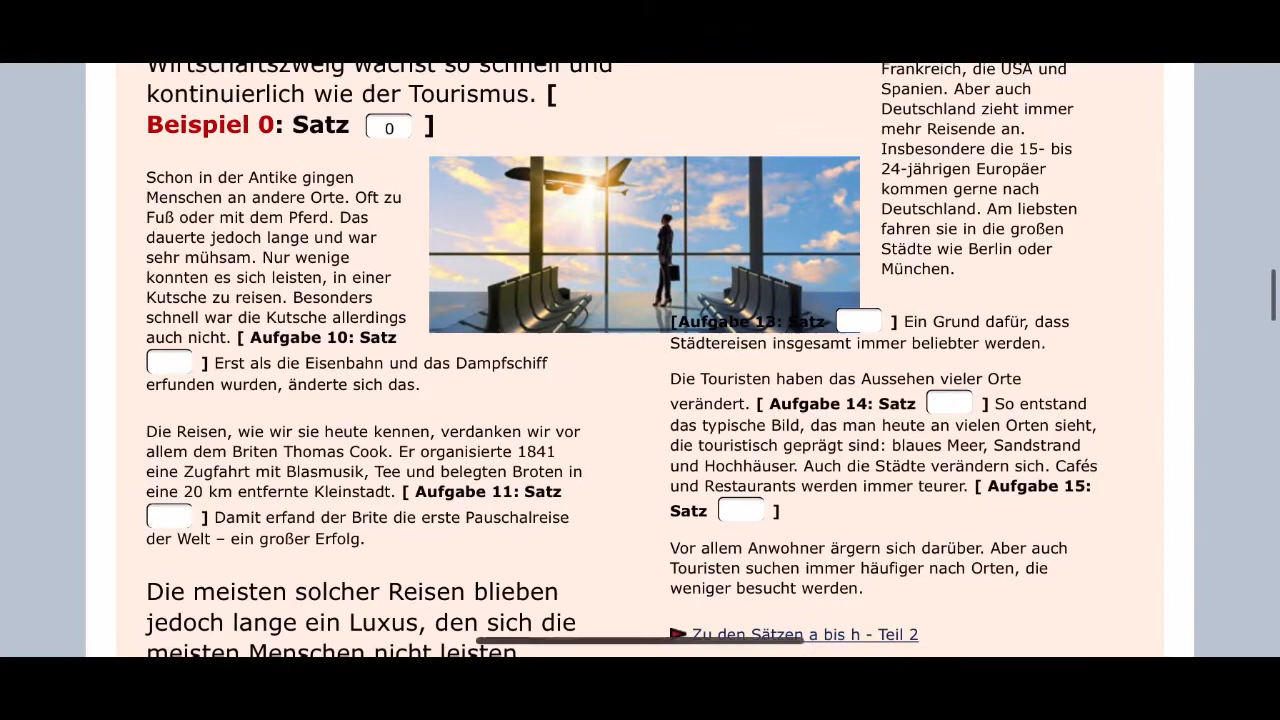 Wirtschaftszweig wächst so schnell und
kontinuierlich wie der Tourismus. [
Beispiel 0: Satz 0 ]
Schon in der Antike gingen
Menschen an andere Orte. Oft zu
Fuß oder mit dem Pferd. Das
dauerte jedoch lange und war
sehr mühsam. Nur wenige
konnten es sich leisten, in einer
Kutsche zu reisen. Besonders
schnell war die Kutsche allerdings
auch nicht. [ Aufgabe 10: Satz
] Erst als die Eisenbahn und das Dampfschiff
erfunden wurden, änderte sich das.
Die Reisen, wie wir sie heute kennen, verdanken wir vor
allem dem Briten Thomas Cook. Er organisierte 1841
eine Zugfahrt mit Blasmusik, Tee und belegten Broten in
eine 20 km entfernte Kleinstadt. [ Aufgabe 11: Satz
] Damit erfand der Brite die erste Pauschalreise
der Welt – ein großer Erfolg.
Die meisten solcher Reisen blieben
jedoch lange ein Luxus, den sich die
meisten Menschen nicht leisten
Frankreich, die USA und
Spanien. Aber auch
Deutschland zieht immer
mehr Reisende an.
Insbesondere die 15- bis
24-jährigen Europäer
kommen gerne nach
Deutschland. Am liebsten
fahren sie in die großen
Städte wie Berlin oder
München.
[Aufgabe 13: Satz ] Ein Grund dafür, dass
Städtereisen insgesamt immer beliebter werden.
Die Touristen haben das Aussehen vieler Orte
verändert. [ Aufgabe 14: Satz ] So entstand
das typische Bild, das man heute an vielen Orten sieht,
die touristisch geprägt sind: blaues Meer, Sandstrand
und Hochhäuser. Auch die Städte verändern sich. Cafés
und Restaurants werden immer teurer. [ Aufgabe 15:
Satz ]
Vor allem Anwohner ärgern sich darüber. Aber auch
Touristen suchen immer häufiger nach Orten, die
weniger besucht werden.
Zu den Sätzen a bis h - Teil 2